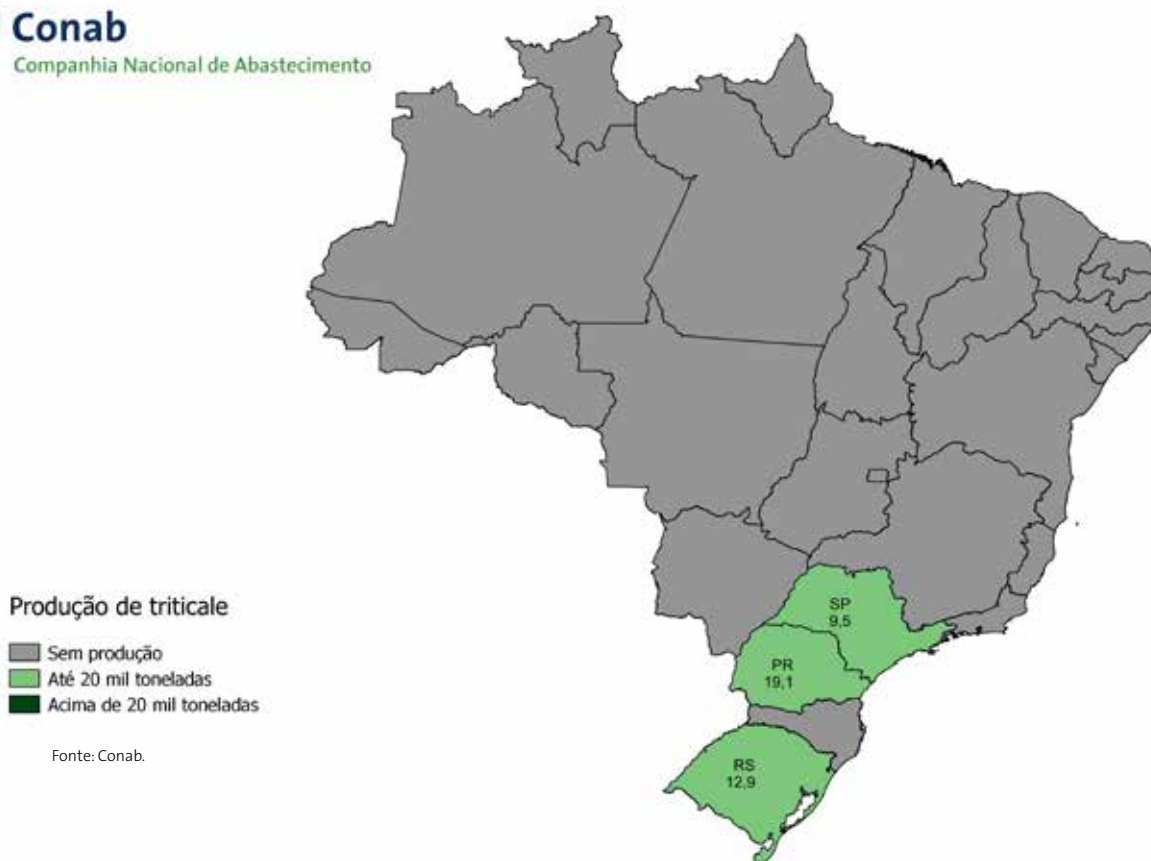 Conab
Companhia Nacional de Abastecimento
SP
9,5
PR
19,1
RS
12,9
Produção de triticale
Sem produção
Até 20 mil toneladas
Acima de 20 mil toneladas
Fonte: Conab.